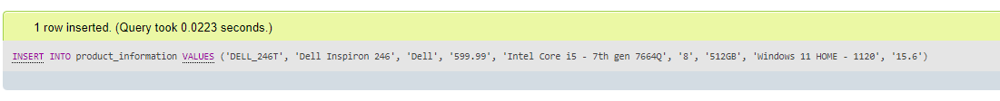 1 row inserted. (Query took 0.0223 seconds.)
INSERT INTO product_information VALUES ('DELL_246T', 'Dell Inspiron 246', 'Dell', '599.99', 'Intel Core i5 - 7th gen 7664Q', '8', '512GB', 'Windows 11 HOME - 1120', '15.6')